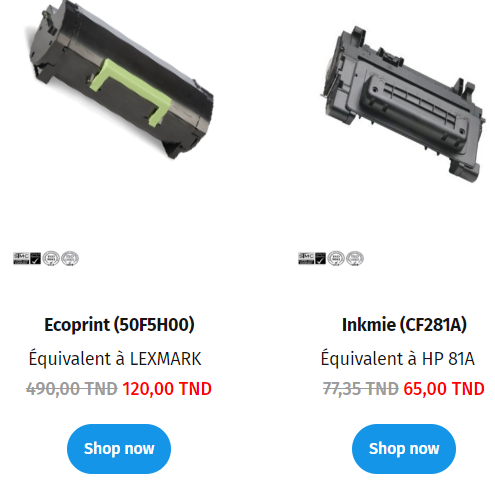 Ecoprint (50F5H00)
Équivalent à LEXMARK
490,00 TND 120,00 TND
Shop now
Inkmie (CF281A)
Équivalent à HP 81A
77,35 TND 65,00 TND
Shop now